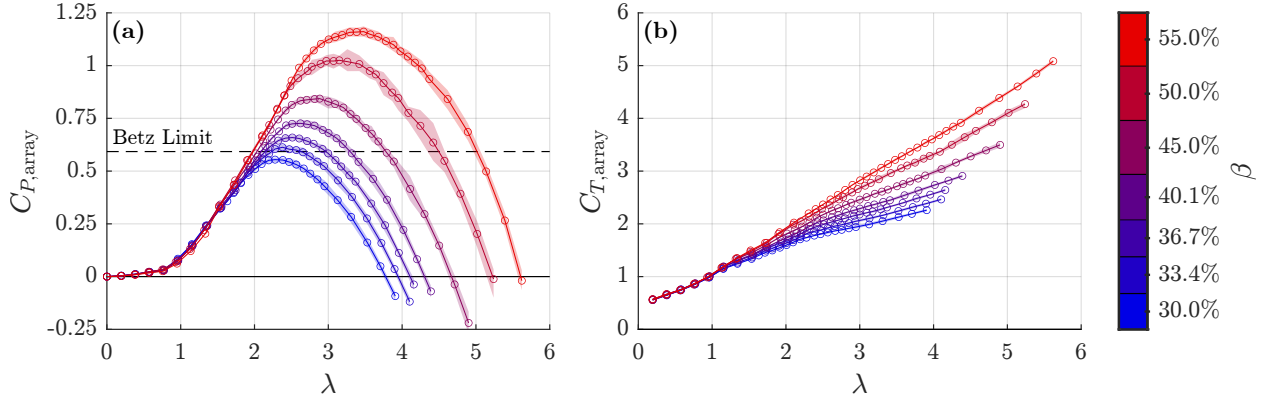 (a)
1.25
1
0.75
0.5
0.25
0
-0.25
Betz Limit
C_{P,array}
0 1 2 3 4 5 6
λ
(b)
6
5
4
3
2
1
0
C_{T,array}
0 1 2 3 4 5 6
λ
55.0%
50.0%
45.0%
40.1%
36.7%
33.4%
30.0%
β